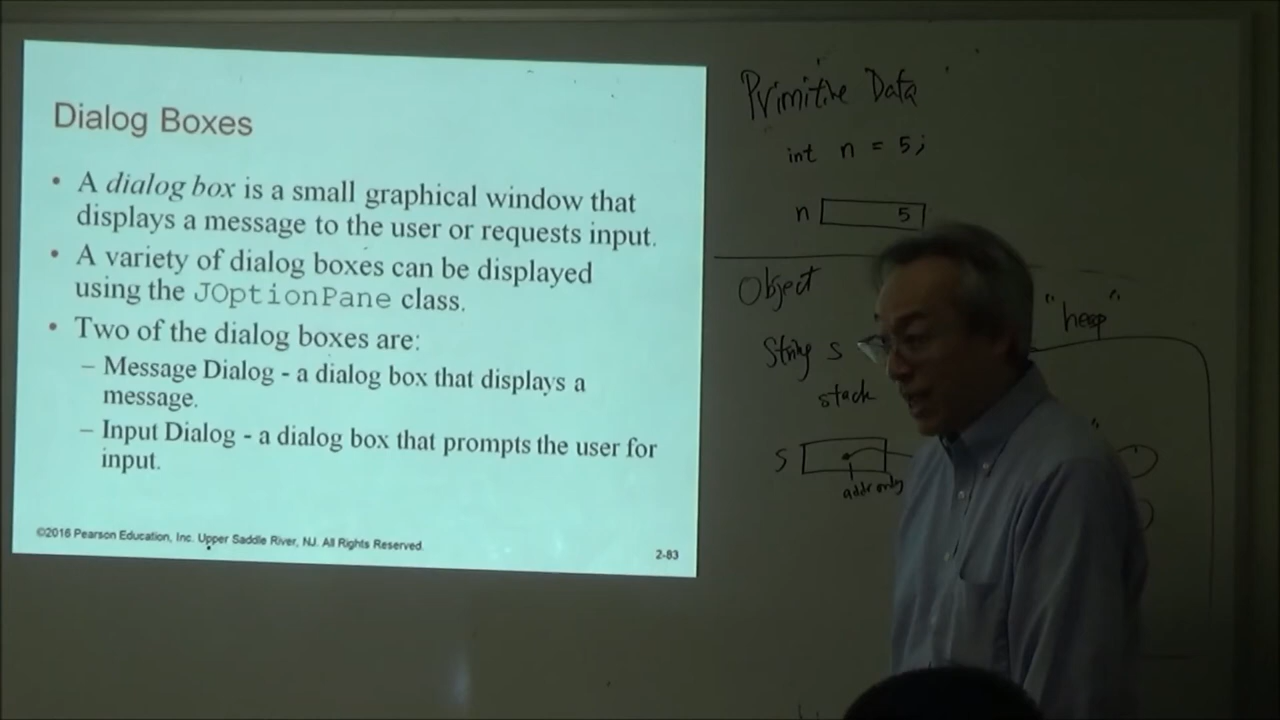 Dialog Boxes
• A dialog box is a small graphical window that
displays a message to the user or requests input.
• A variety of dialog boxes can be displayed
using the JOptionPane class.
• Two of the dialog boxes are:
– Message Dialog - a dialog box that displays a
message.
– Input Dialog - a dialog box that prompts the user for
input.
©2016 Pearson Education, Inc. Upper Saddle River, NJ. All Rights Reserved.
2-83
Primitive Data
int n = 5;
n 5
Object
"heap"
String s
stack
s
addr only